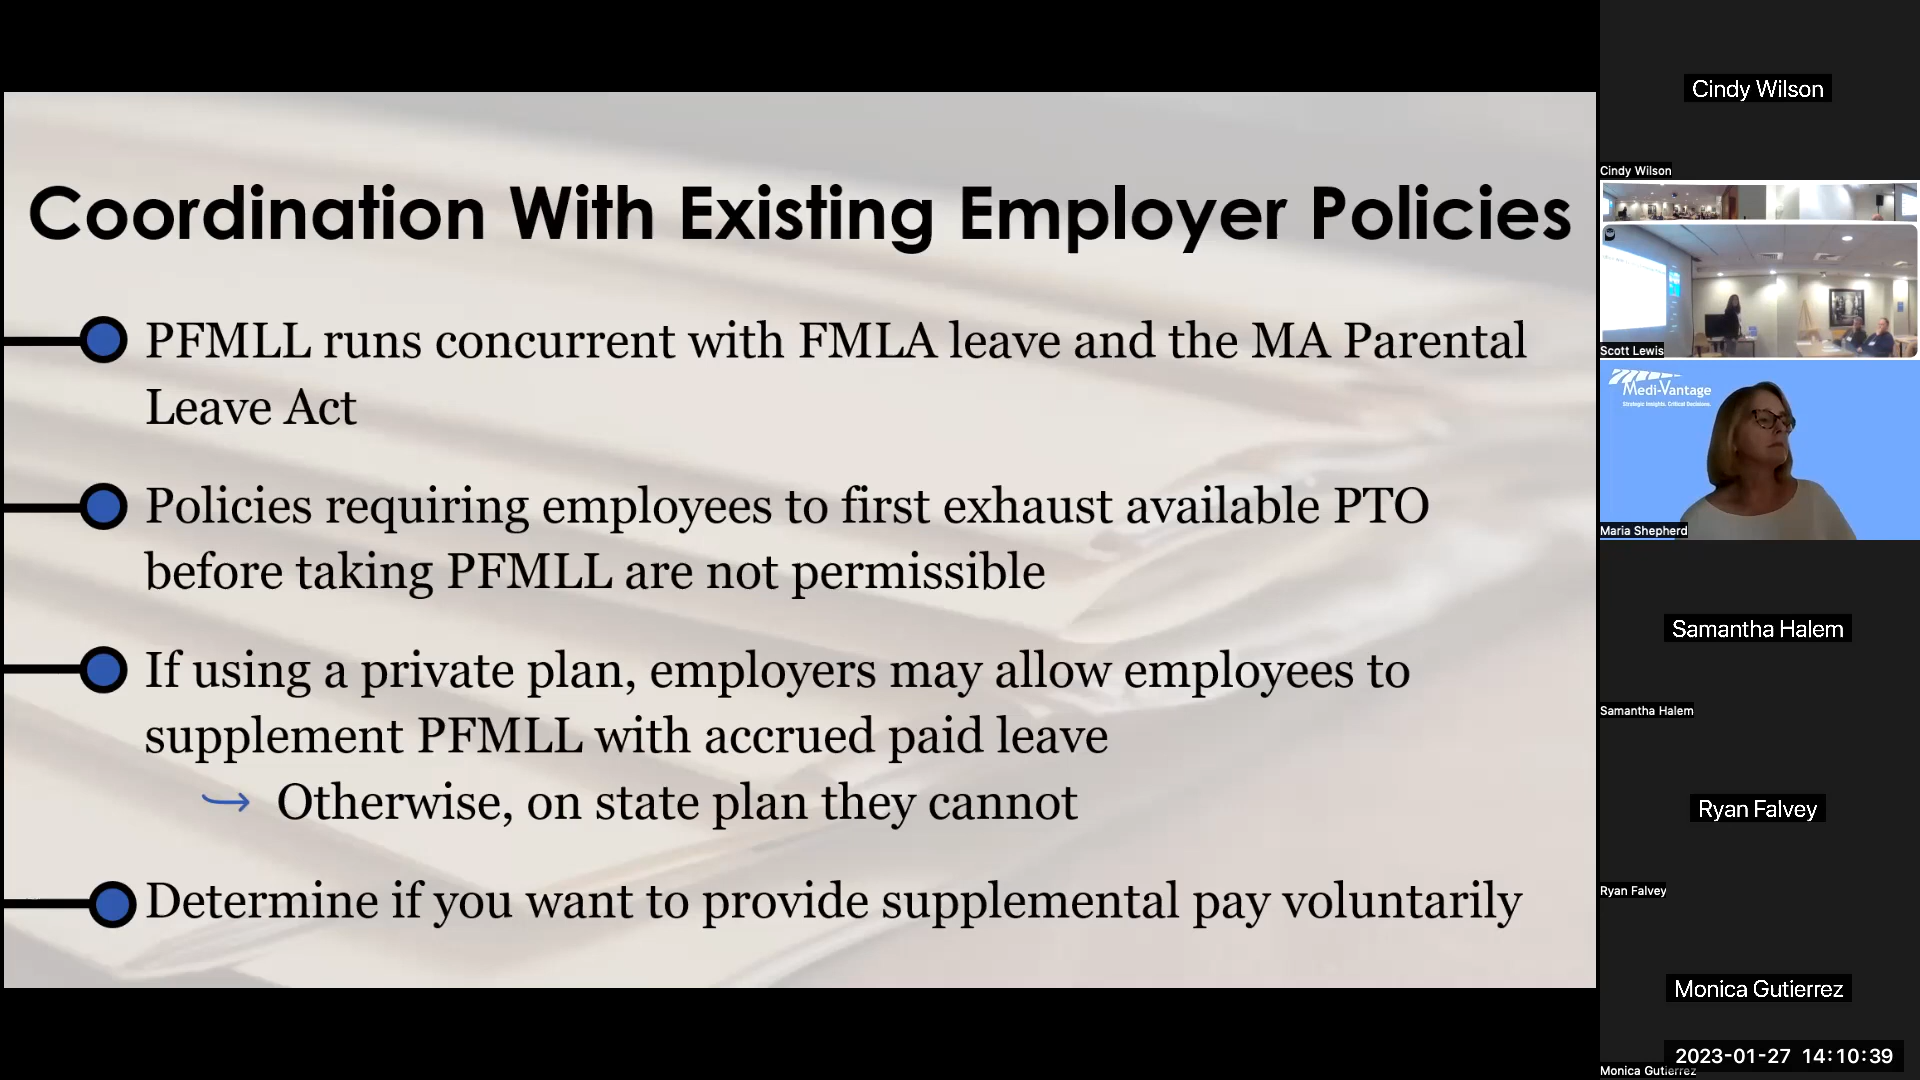 Coordination With Existing Employer Policies
PFMLL runs concurrent with FMLA leave and the MA Parental
Leave Act
Policies requiring employees to first exhaust available PTO
before taking PFMLL are not permissible
If using a private plan, employers may allow employees to
supplement PFMLL with accrued paid leave
Otherwise, on state plan they cannot
Determine if you want to provide supplemental pay voluntarily
Cindy Wilson
Cindy Wilson
Scott Lewis
Medi-Vantage
Strategic Insights. Critical Decisions.
Maria Shepherd
Samantha Halem
Samantha Halem
Ryan Falvey
Ryan Falvey
Monica Gutierrez
2023-01-27 14:10:39
Monica Gutierrez